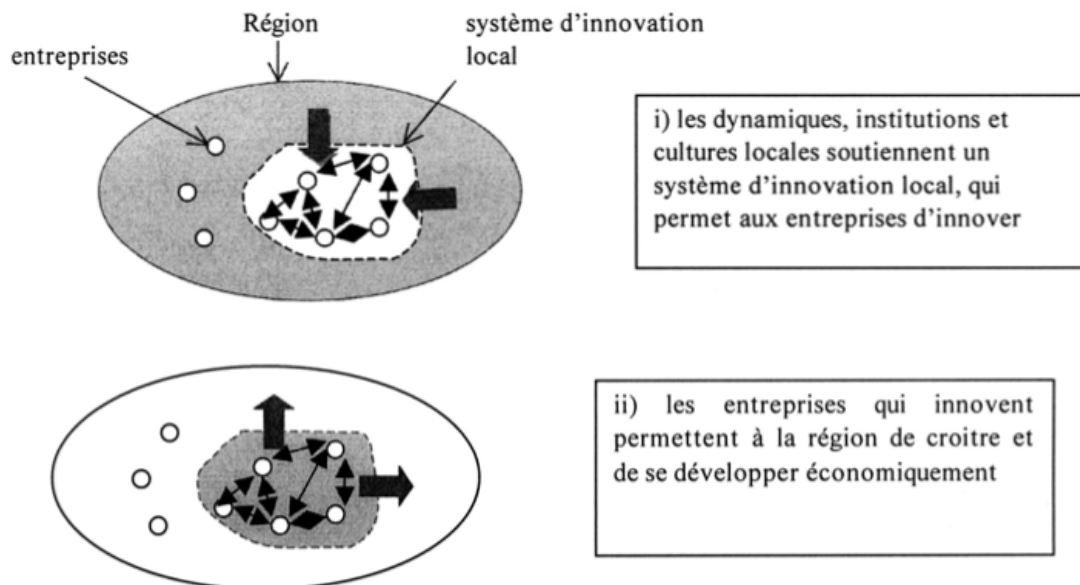 Région
système d'innovation
local
entreprises
i) les dynamiques, institutions et
cultures locales soutiennent un
système d'innovation local, qui
permet aux entreprises d'innover
ii) les entreprises qui innovent
permettent à la région de croitre et
de se développer économiquement